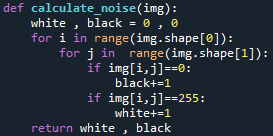 def calculate_noise(img):
    white , black = 0 , 0
    for i in range(img.shape[0]):
        for j in  range(img.shape[1]):
            if img[i,j]==0:
                black+=1
            if img[i,j]==255:
                white+=1
    return white , black